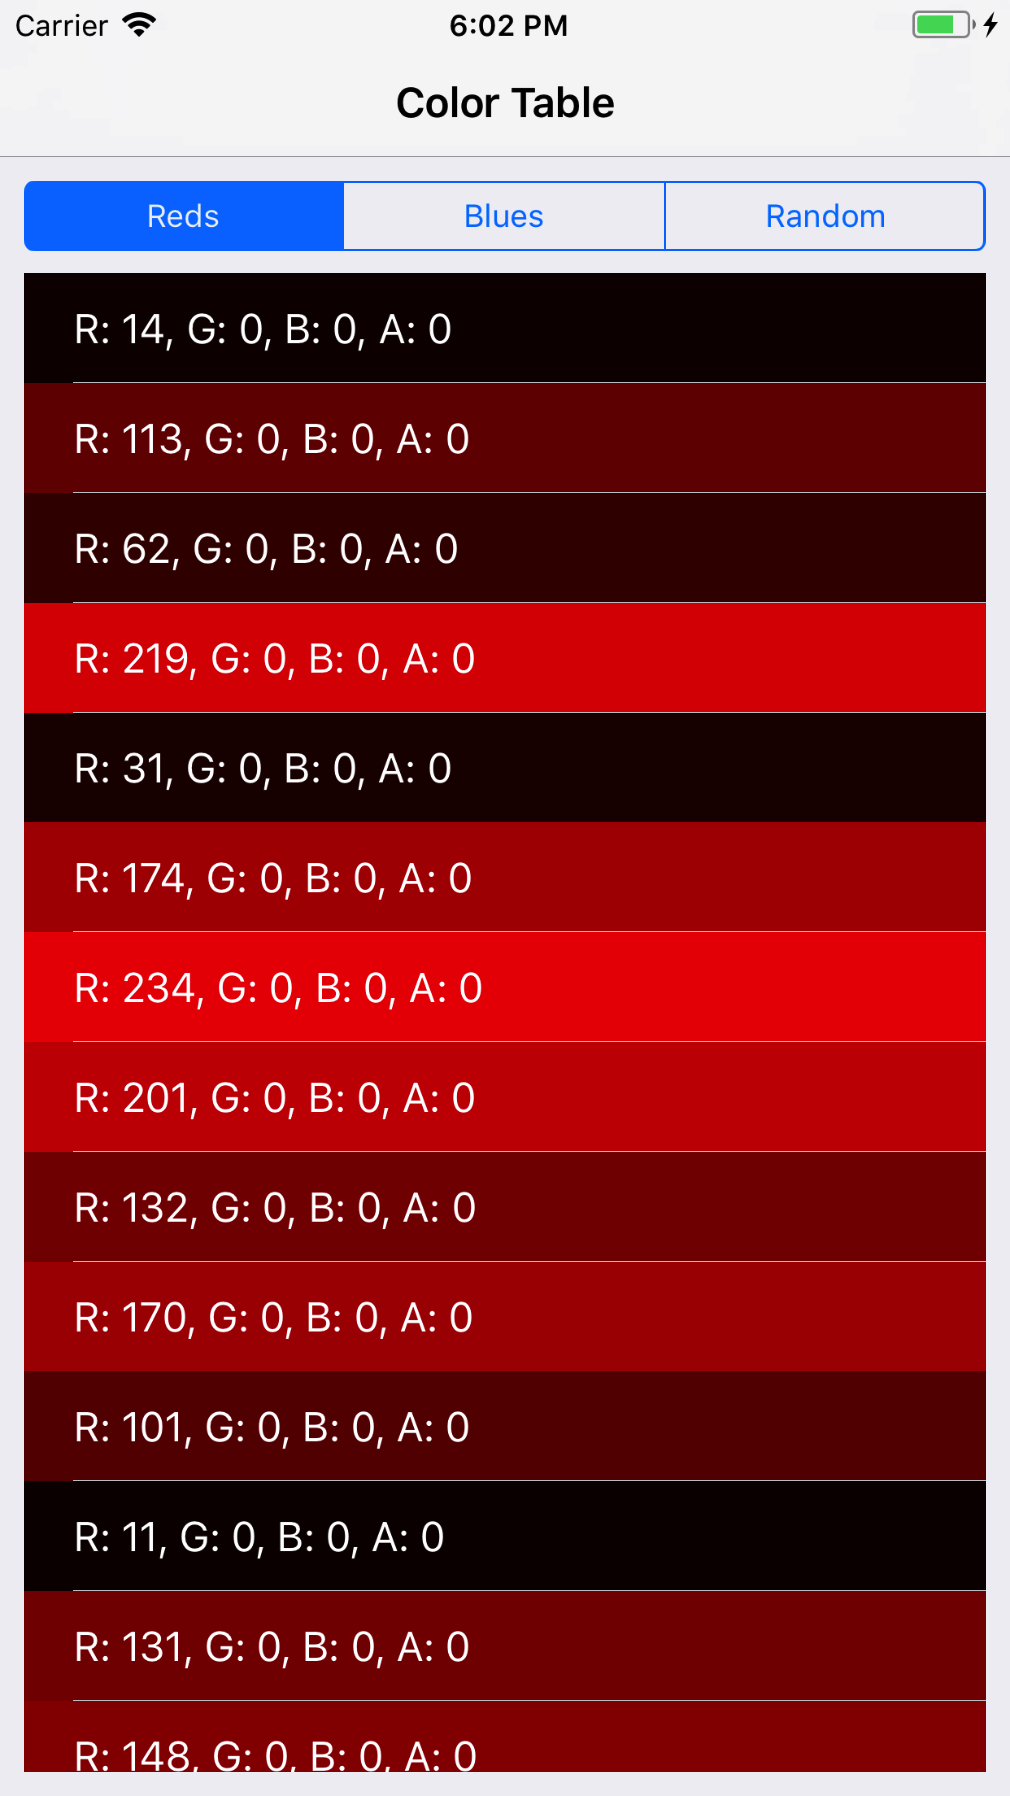 Carrier 6:02 PM
Color Table
Reds Blues Random
R: 14, G: 0, B: 0, A: 0
R: 113, G: 0, B: 0, A: 0
R: 62, G: 0, B: 0, A: 0
R: 219, G: 0, B: 0, A: 0
R: 31, G: 0, B: 0, A: 0
R: 174, G: 0, B: 0, A: 0
R: 234, G: 0, B: 0, A: 0
R: 201, G: 0, B: 0, A: 0
R: 132, G: 0, B: 0, A: 0
R: 170, G: 0, B: 0, A: 0
R: 101, G: 0, B: 0, A: 0
R: 11, G: 0, B: 0, A: 0
R: 131, G: 0, B: 0, A: 0
R: 148, G: 0, B: 0, A: 0